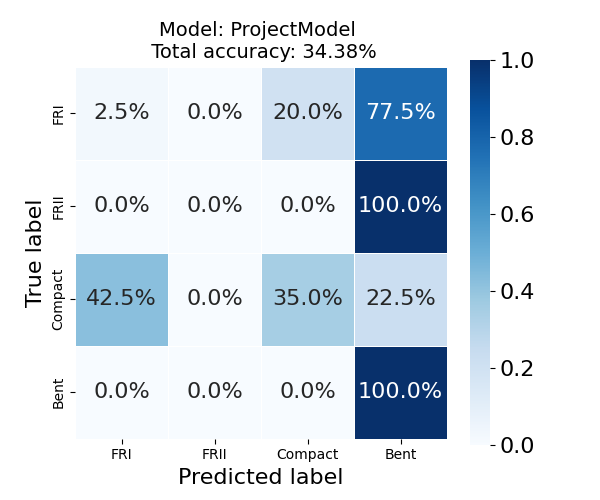 Model: ProjectModel
Total accuracy: 34.38%
True label
FRI 2.5% 0.0% 20.0% 77.5%
FRII 0.0% 0.0% 0.0% 100.0%
Compact 42.5% 0.0% 35.0% 22.5%
Bent 0.0% 0.0% 0.0% 100.0%
FRI FRII Compact Bent
Predicted label
1.0
0.8
0.6
0.4
0.2
0.0